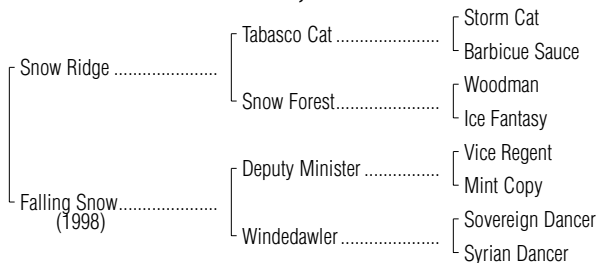 Storm Cat
Tabasco Cat ....................
Barbicue Sauce
Snow Ridge ....................
Woodman
Snow Forest....................
Ice Fantasy
Vice Regent
Deputy Minister ................
Mint Copy
Falling Snow...................
(1998)
Sovereign Dancer
Windedawler...................
Syrian Dancer